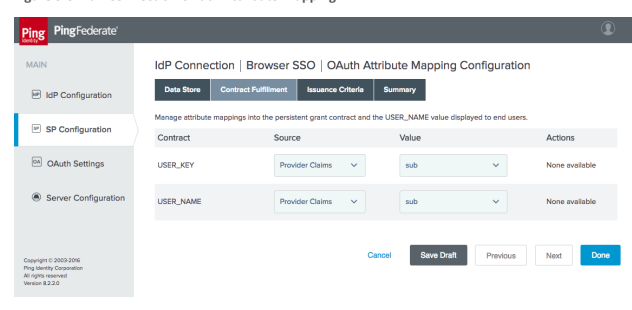 Ping
Identity
PingFederate®
MAIN
IdP IdP Configuration
SP SP Configuration
OA OAuth Settings
Server Configuration
Copyright © 2003-2016
Ping Identity Corporation
All rights reserved
Version 8.2.2.0
IdP Connection | Browser SSO | OAuth Attribute Mapping Configuration
Data Store Contract Fulfillment Issuance Criteria Summary
Manage attribute mappings into the persistent grant contract and the USER_NAME value displayed to end users.
Contract Source Value Actions
USER_KEY Provider Claims sub None available
USER_NAME Provider Claims sub None available
Cancel Save Draft Previous Next Done